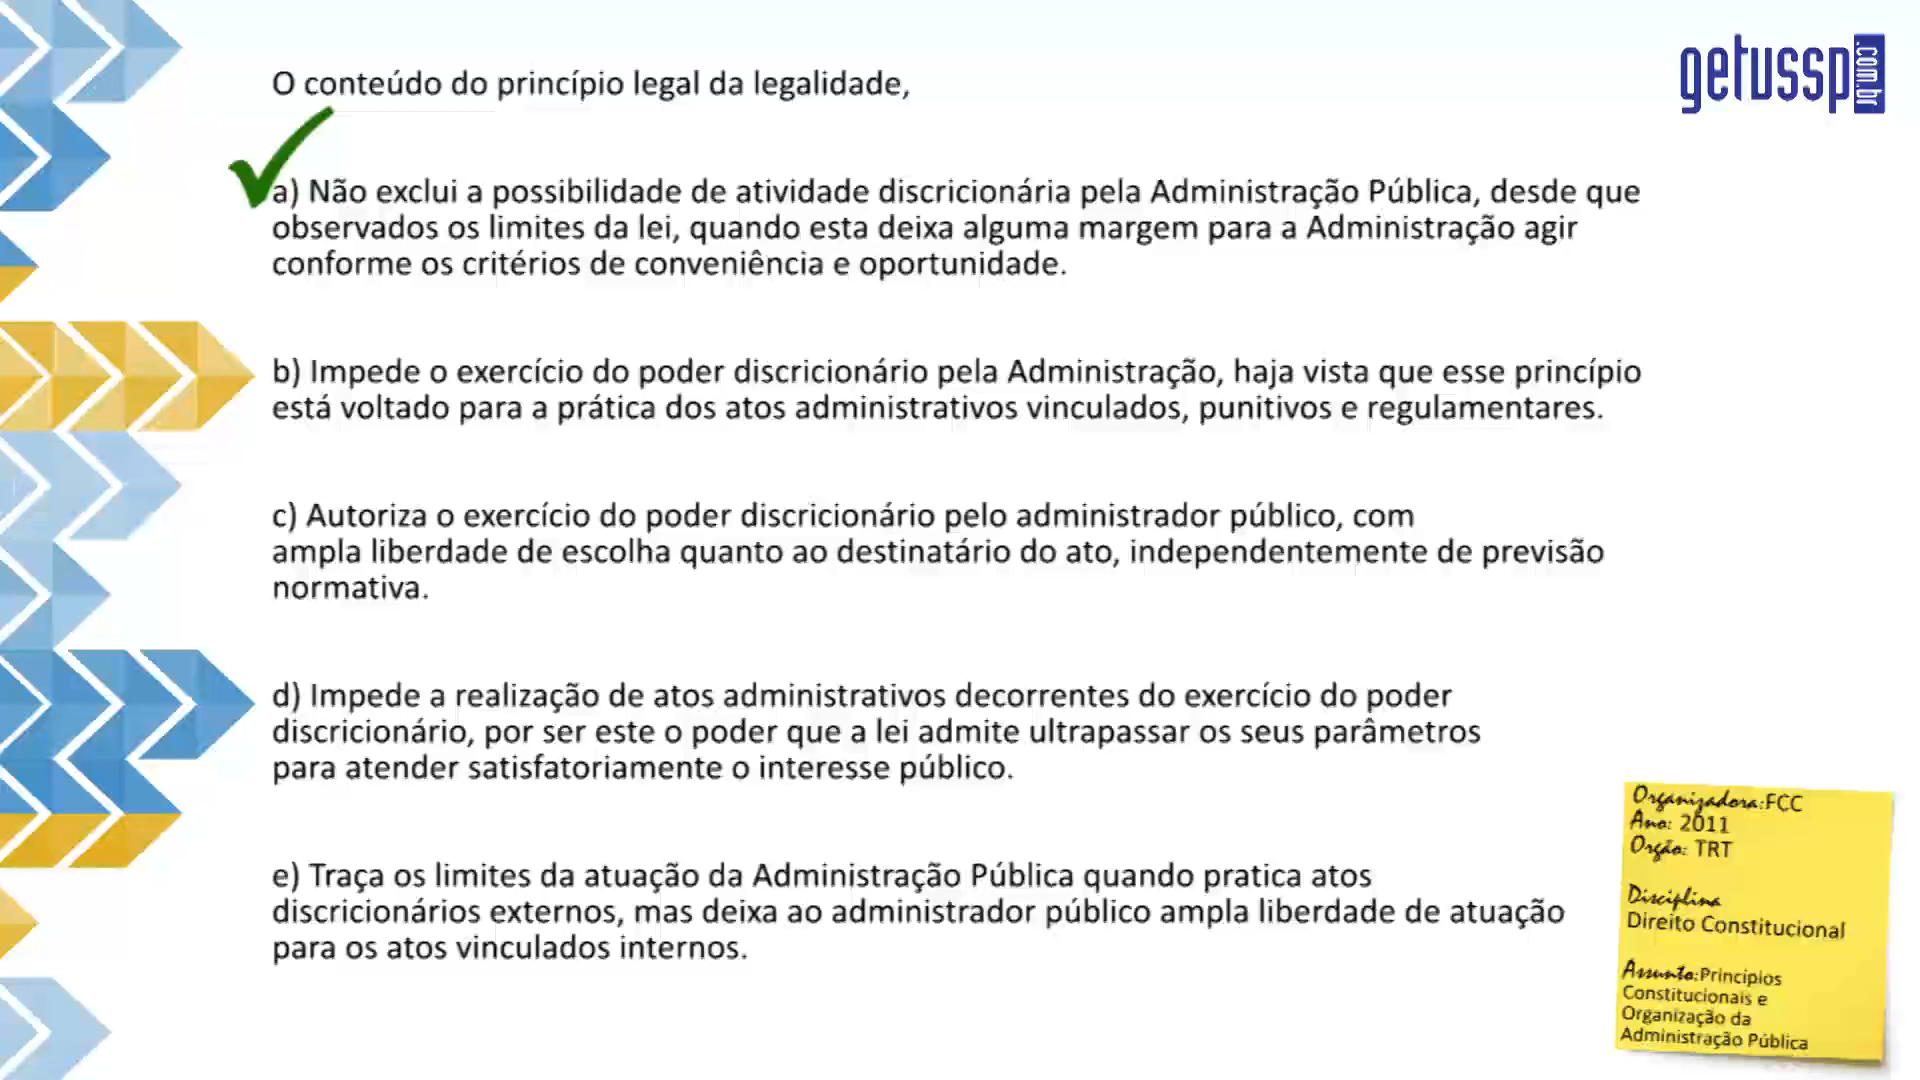 getussp.com.br
O conteúdo do princípio legal da legalidade,
a) Não exclui a possibilidade de atividade discricionária pela Administração Pública, desde que
observados os limites da lei, quando esta deixa alguma margem para a Administração agir
conforme os critérios de conveniência e oportunidade.
b) Impede o exercício do poder discricionário pela Administração, haja vista que esse princípio
está voltado para a prática dos atos administrativos vinculados, punitivos e regulamentares.
c) Autoriza o exercício do poder discricionário pelo administrador público, com
ampla liberdade de escolha quanto ao destinatário do ato, independentemente de previsão
normativa.
d) Impede a realização de atos administrativos decorrentes do exercício do poder
discricionário, por ser este o poder que a lei admite ultrapassar os seus parâmetros
para atender satisfatoriamente o interesse público.
e) Traça os limites da atuação da Administração Pública quando pratica atos
discricionários externos, mas deixa ao administrador público ampla liberdade de atuação
para os atos vinculados internos.
Organizadora:FCC
Ano: 2011
Orgão: TRT
Disciplina
Direito Constitucional
Assunto:Princípios
Constitucionais e
Organização da
Administração Pública